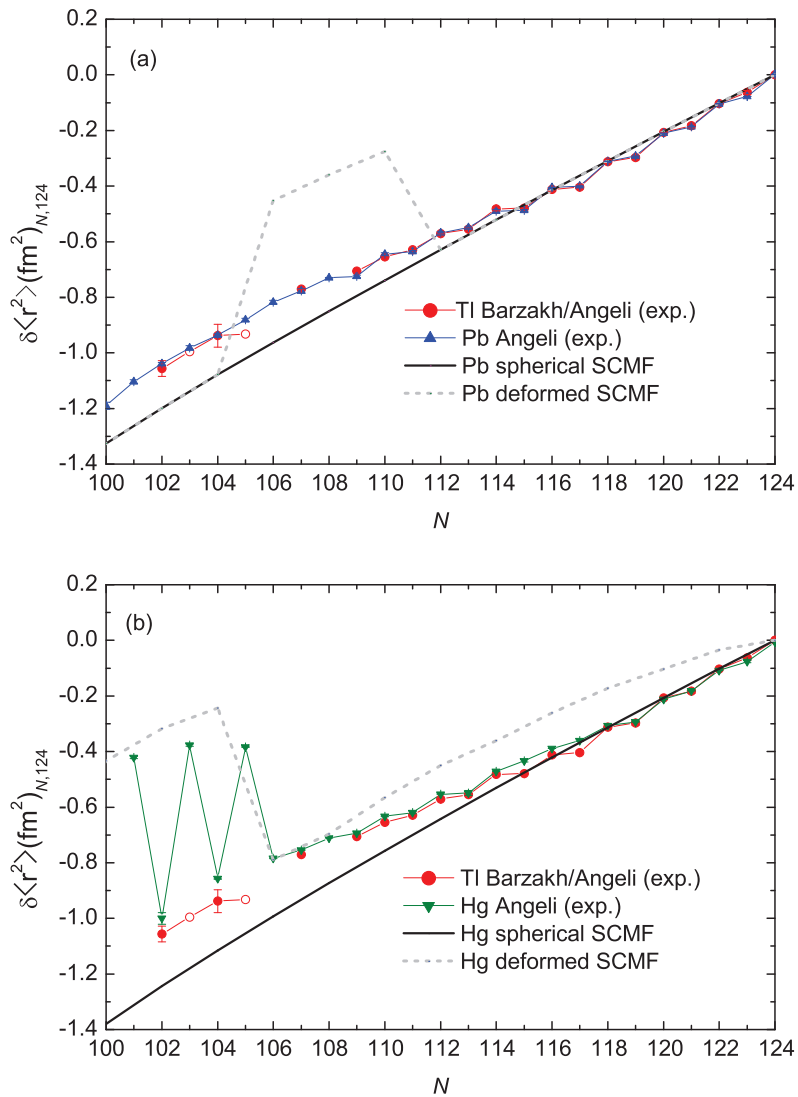 (a)
0.2
0.0
-0.2
-0.4
-0.6
-0.8
-1.0
-1.2
-1.4
δ⟨r²⟩(fm²)N,124
Tl Barzakh/Angeli (exp.)
Pb Angeli (exp.)
Pb spherical SCMF
Pb deformed SCMF
100 102 104 106 108 110 112 114 116 118 120 122 124
N
(b)
0.2
0.0
-0.2
-0.4
-0.6
-0.8
-1.0
-1.2
-1.4
δ⟨r²⟩(fm²)N,124
Tl Barzakh/Angeli (exp.)
Hg Angeli (exp.)
Hg spherical SCMF
Hg deformed SCMF
100 102 104 106 108 110 112 114 116 118 120 122 124
N